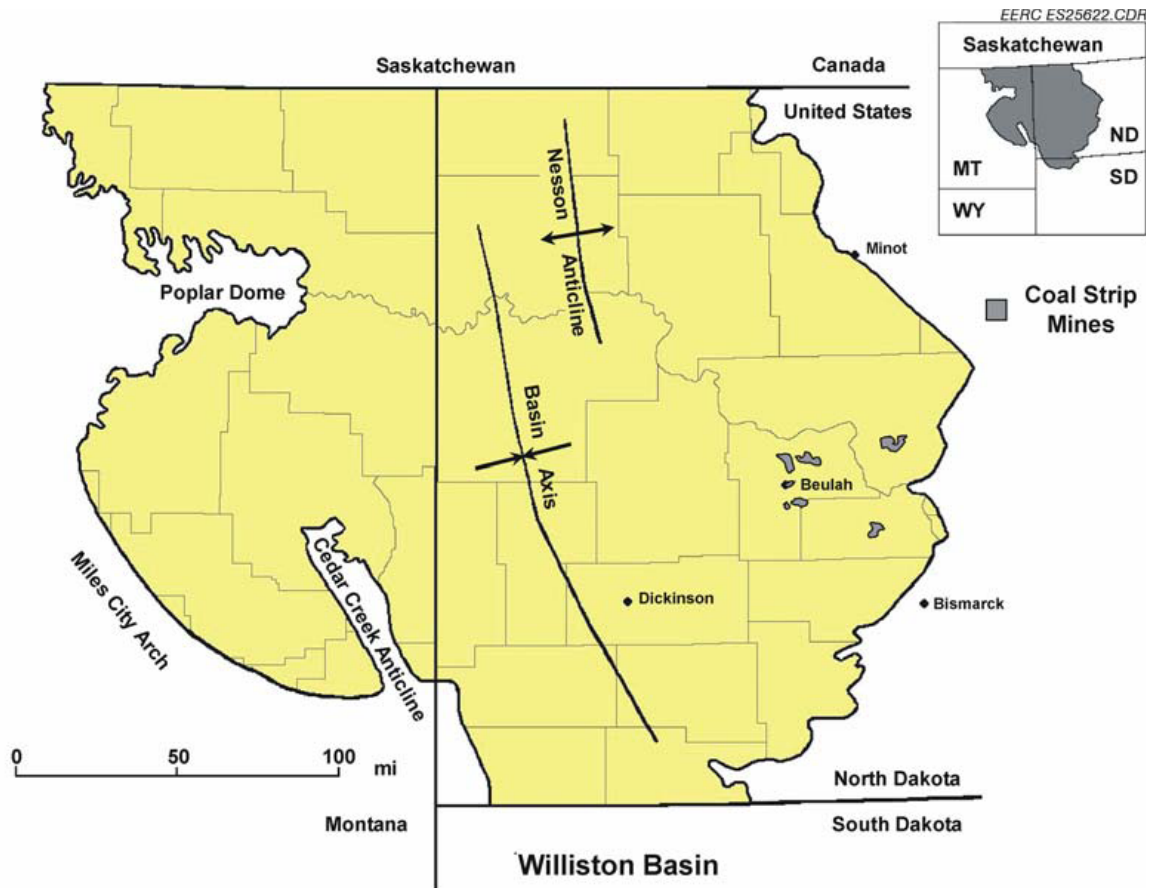 EERC ES25622.CDR
Saskatchewan
Canada
United States
Saskatchewan
ND
MT
SD
WY
Nesson
Anticline
Minot
Poplar Dome
Coal Strip
Mines
Basin
Axis
Beulah
Cedar Creek Anticline
Miles City Arch
Dickinson
Bismarck
0
50
100
mi
North Dakota
Montana
South Dakota
Williston Basin